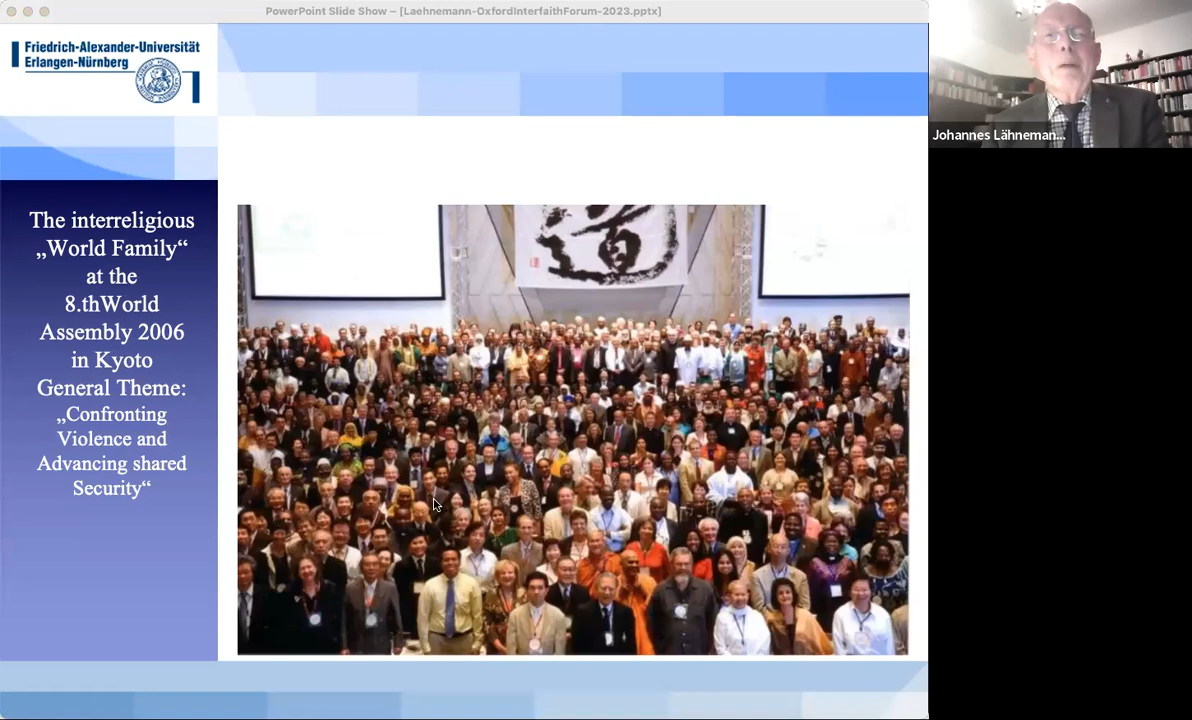 PowerPoint Slide Show – [Laehnemann-OxfordInterfaithForum-2023.pptx]
Friedrich-Alexander-Universität
Erlangen-Nürnberg
The interreligious
„World Family“
at the
8.thWorld
Assembly 2006
in Kyoto
General Theme:
„Confronting
Violence and
Advancing shared
Security“
道
Johannes Lähneman...